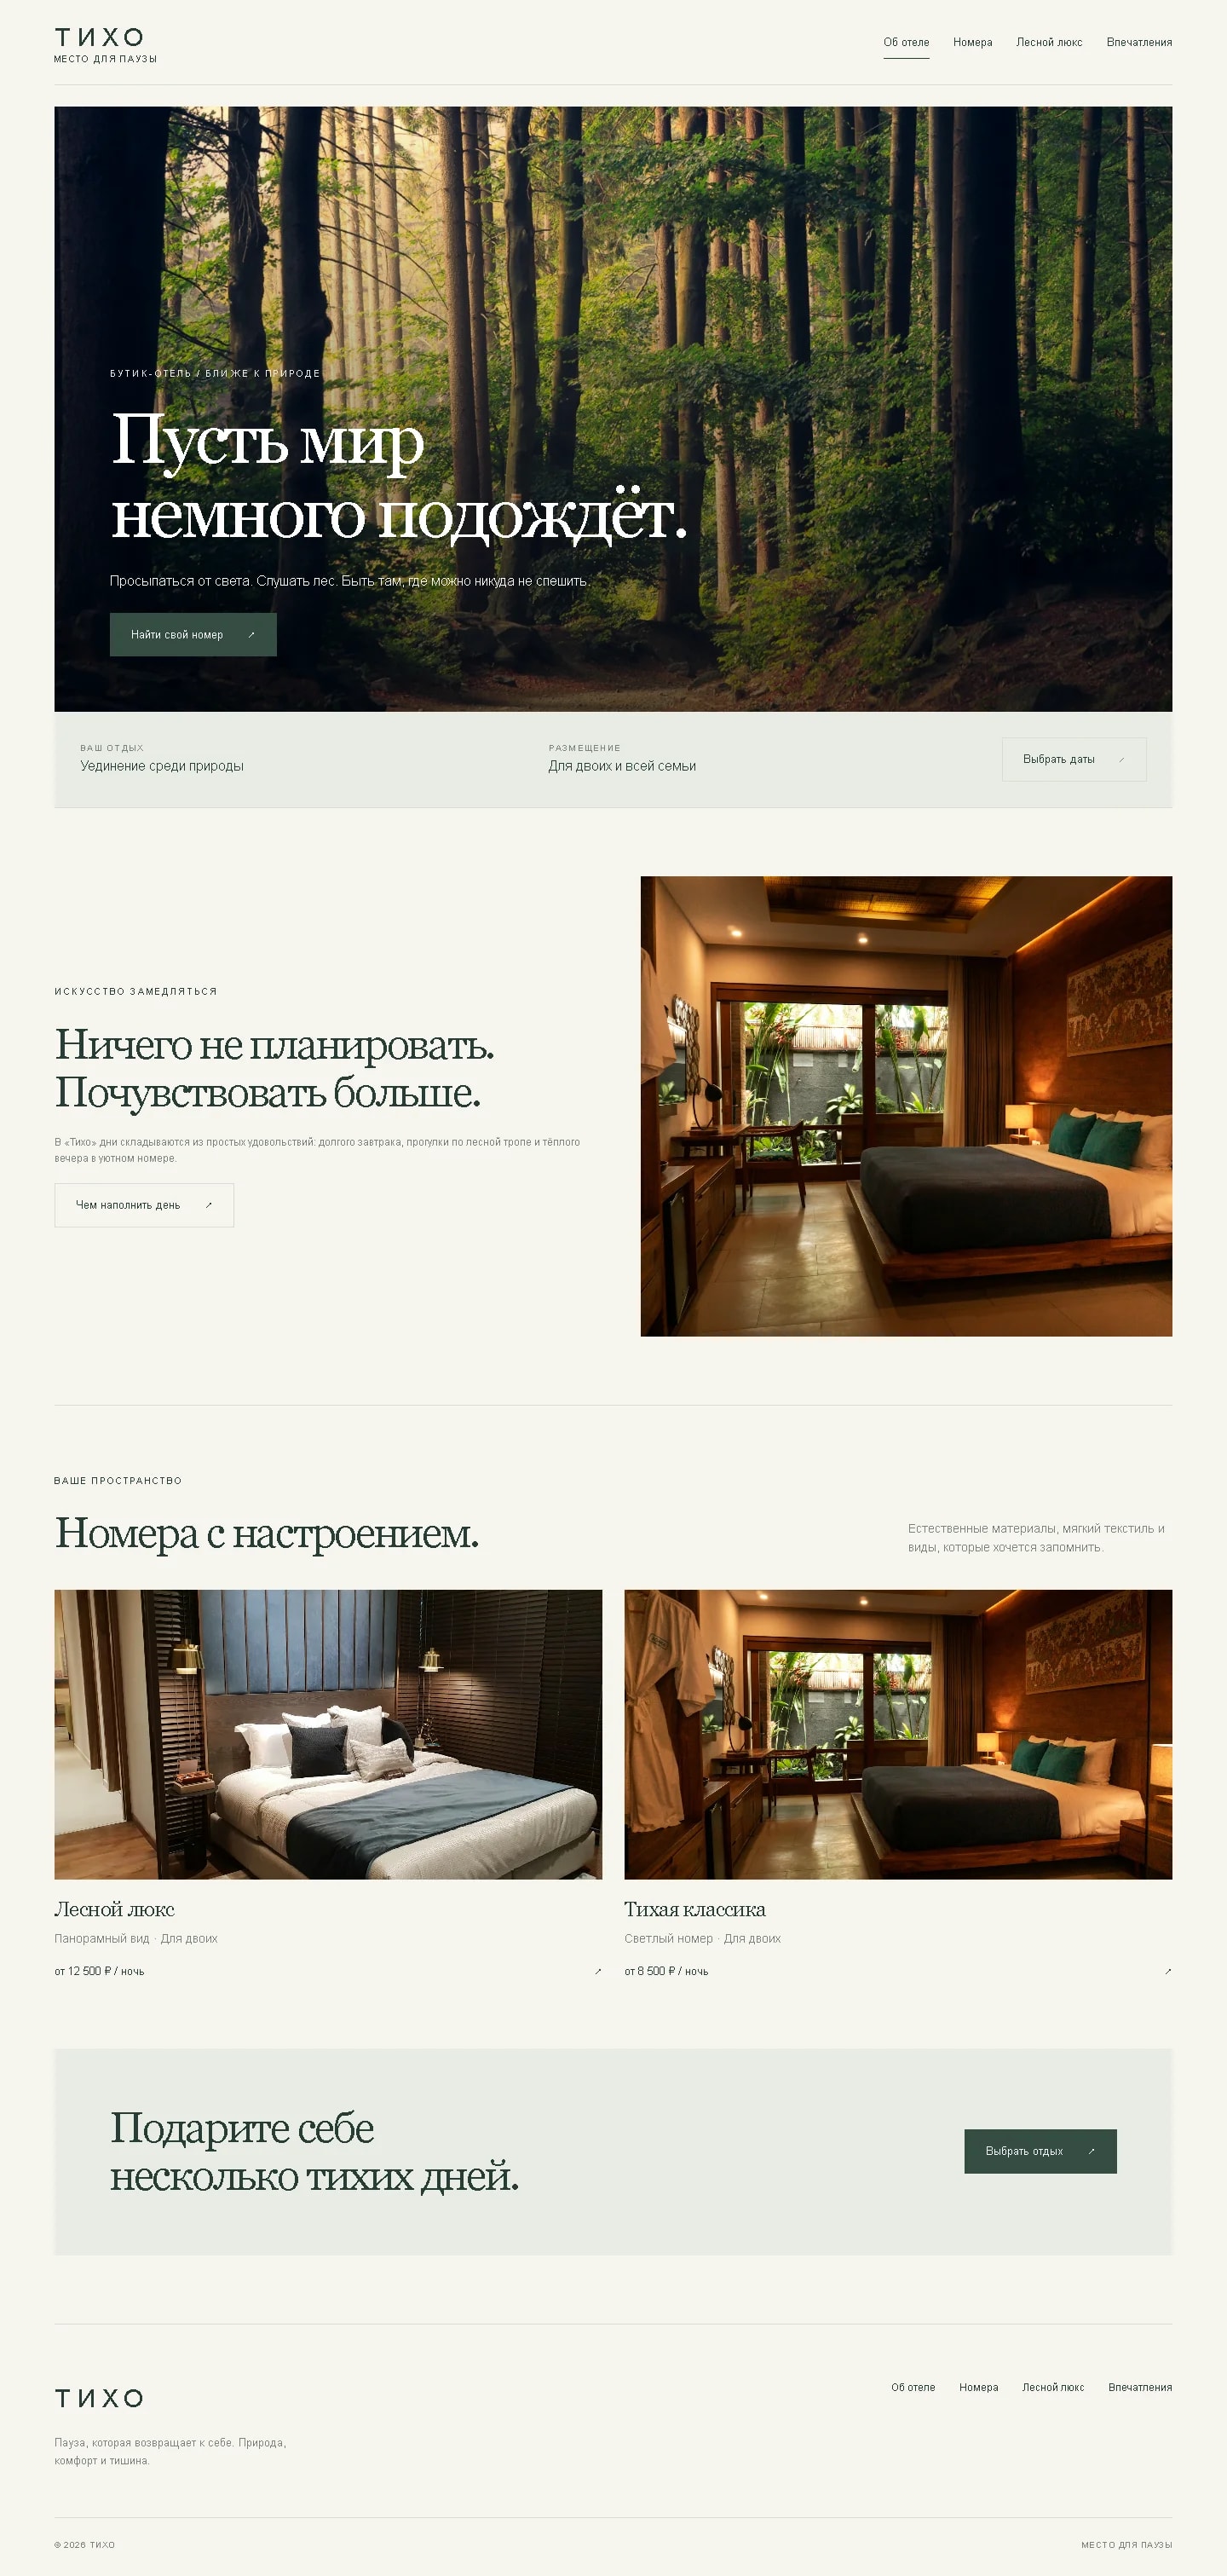 ТИХО
МЕСТО ДЛЯ ПАУЗЫ
Об отеле
Номера
Лесной люкс
Впечатления
БУТИК-ОТЕЛЬ / БЛИЖЕ К ПРИРОДЕ
Пусть мир
немного подождёт.
Просыпаться от света. Слушать лес. Быть там, где можно никуда не спешить.
Найти свой номер ↗
ВАШ ОТДЫХ
Уединение среди природы
РАЗМЕЩЕНИЕ
Для двоих и всей семьи
Выбрать даты ↗
ИСКУССТВО ЗАМЕДЛЯТЬСЯ
Ничего не планировать.
Почувствовать больше.
В «Тихо» дни складываются из простых удовольствий: долгого завтрака, прогулки по лесной тропе и тёплого
вечера в уютном номере.
Чем наполнить день ↗
ВАШЕ ПРОСТРАНСТВО
Номера с настроением.
Естественные материалы, мягкий текстиль и
виды, которые хочется запомнить.
Лесной люкс
Панорамный вид · Для двоих
от 12 500 ₽ / ночь ↗
Тихая классика
Светлый номер · Для двоих
от 8 500 ₽ / ночь ↗
Подарите себе
несколько тихих дней.
Выбрать отдых ↗
ТИХО
Об отеле
Номера
Лесной люкс
Впечатления
Пауза, которая возвращает к себе. Природа,
комфорт и тишина.
© 2026 ТИХО
МЕСТО ДЛЯ ПАУЗЫ